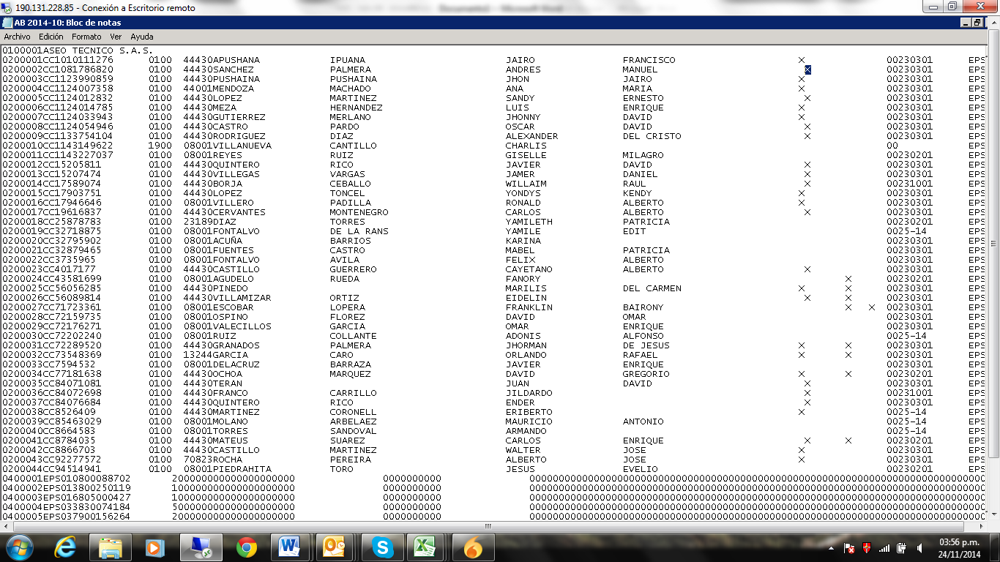 190.131.228.85 - Conexión a Escritorio remoto
AB 2014-10: Bloc de notas
Archivo Edición Formato Ver Ayuda
0100001ASEO TECNICO S.A.S.
0200001CC1010111276 0100 44430APUSHANA IPUANA JAIRO FRANCISCO X 00230301 EPS
0200002CC1081786820 0100 44430SANCHEZ PALMERA ANDRES MANUEL X 00230301 EPS
0200003CC1123990859 0100 44430PUSHAINA PUSHAINA JHON JAIRO X 00230301 EPS
0200004CC1124007358 0100 44001MENDOZA MACHADO ANA MARIA X 00230301 EPS
0200005CC1124012832 0100 44430LOPEZ MARTINEZ SANDY ERNESTO X 00230301 EPS
0200006CC1124014785 0100 44430MEZA HERNANDEZ LUIS ENRIQUE X 00230301 EPS
0200007CC1124033943 0100 44430GUTIERREZ MERLANO JHONNY DAVID X 00230301 EPS
0200008CC1124054946 0100 44430CASTRO PARDO OSCAR DAVID X 00230301 EPS
0200009CC1133754104 0100 44430RODRIGUEZ DIAZ ALEXANDER DEL CRISTO X 00230301 EPS
0200010CC1143149622 1900 08001VILLANUEVA CANTILLO CHARLIS 00 EPS
0200011CC1143227037 0100 08001REYES RUIZ GISELLE MILAGRO 00230201 EPS
0200012CC15205811 0100 44430QUINTERO RICO JAVIER DAVID X 00230301 EPS
0200013CC15207474 0100 44430VILLEGAS VARGAS JAMER DANIEL X 00230301 EPS
0200014CC17589074 0100 44430BORJA CEBALLO WILLAIM RAUL X 00231001 EPS
0200015CC17903751 0100 44430LOPEZ TONCEL YONDYS KENDY X 00230301 EPS
0200016CC17946646 0100 08001VILLERO PADILLA RONALD ALBERTO X 00230301 EPS
0200017CC19616837 0100 44430CERVANTES MONTENEGRO CARLOS ALBERTO X 00230301 EPS
0200018CC25878783 0100 23189DIAZ TORRES YAMILETH PATRICIA 00230201 EPS
0200019CC32718875 0100 08001FONTALVO DE LA RANS YAMILE EDIT 0025-14 EPS
0200020CC32795902 0100 08001ACUÑA BARRIOS KARINA 00230301 EPS
0200021CC32879465 0100 08001FUENTES CASTRO MABEL PATRICIA 00230301 EPS
0200022CC3735965 0100 08001FONTALVO AVILA FELIX ALBERTO 00230301 EPS
0200023CC4017177 0100 44430CASTILLO GUERRERO CAYETANO ALBERTO X 00230301 EPS
0200024CC43581699 0100 08001AGUDELO RUEDA FANORY X 00230201 EPS
0200025CC56056285 0100 44430PINEDO MARILIS DEL CARMEN X X 00230301 EPS
0200026CC56089814 0100 44430VILLAMIZAR ORTIZ EIDELIN X X 00230301 EPS
0200027CC71723361 0100 08001ESCOBAR LOPERA FRANKLIN BAIRONY X X 00230301 EPS
0200028CC72159735 0100 08001OSPINO FLOREZ DAVID OMAR 00230301 EPS
0200029CC72176271 0100 08001VALECILLOS GARCIA OMAR ENRIQUE 00230301 EPS
0200030CC72202240 0100 08001RUIZ COLLANTE ADONIS ALFONSO 0025-14 EPS
0200031CC72289520 0100 44430GRANADOS PALMERA JHORMAN DE JESUS X X 00230301 EPS
0200032CC73548369 0100 13244GARCIA CARO ORLANDO RAFAEL X X 00230301 EPS
0200033CC7594532 0100 08001DELACRUZ BARRAZA JAVIER ENRIQUE 00230301 EPS
0200034CC77181638 0100 44430OCHOA MARQUEZ DAVID GREGORIO X X 00230201 EPS
0200035CC84071081 0100 44430TERAN JUAN DAVID X 00230301 EPS
0200036CC84072698 0100 44430FRANCO CARRILLO JILDARDO X 00231001 EPS
0200037CC84076684 0100 44430QUINTERO RICO ENDER X 00230301 EPS
0200038CC8526409 0100 44430MARTINEZ CORONELL ERIBERTO X 0025-14 EPS
0200039CC85463029 0100 08001MOLANO ARBELAEZ MAURICIO ANTONIO 0025-14 EPS
0200040CC8664583 0100 08001TORRES SANDOVAL ARMANDO 0025-14 EPS
0200041CC8784035 0100 44430MATEUS SUAREZ CARLOS ENRIQUE X X 00230201 EPS
0200042CC8866703 0100 44430CASTILLO MARTINEZ WALTER JOSE X 00230301 EPS
0200043CC92277572 0100 70823ROCHA PEREIRA ALBERTO JOSE X 00230301 EPS
0200044CC94514941 0100 08001PIEDRAHITA TORO JESUS EVELIO 00230201 EPS
0400001EPS010800088702 200000000000000000000 0000000000 000000000000000000000000000000000000000000000000000000000000000000000000000000
0400002EPS013800250119 100000000000000000000 0000000000 000000000000000000000000000000000000000000000000000000000000000000000000000000
0400003EPS016805000427 100000000000000000000 0000000000 000000000000000000000000000000000000000000000000000000000000000000000000000000
0400004EPS033830074184 500000000000000000000 0000000000 000000000000000000000000000000000000000000000000000000000000000000000000000000
0400005EPS037900156264 200000000000000000000 0000000000 000000000000000000000000000000000000000000000000000000000000000000000000000000
03:56 p.m.
24/11/2014